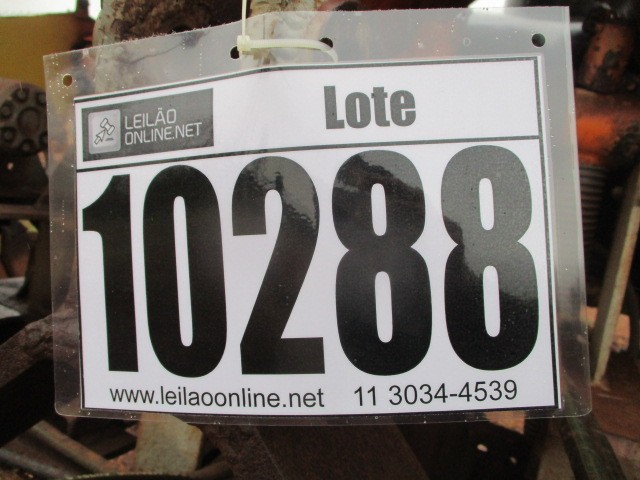 LEILÃO
ONLINE.NET
Lote
10288
www.leilaoonline.net 11 3034-4539